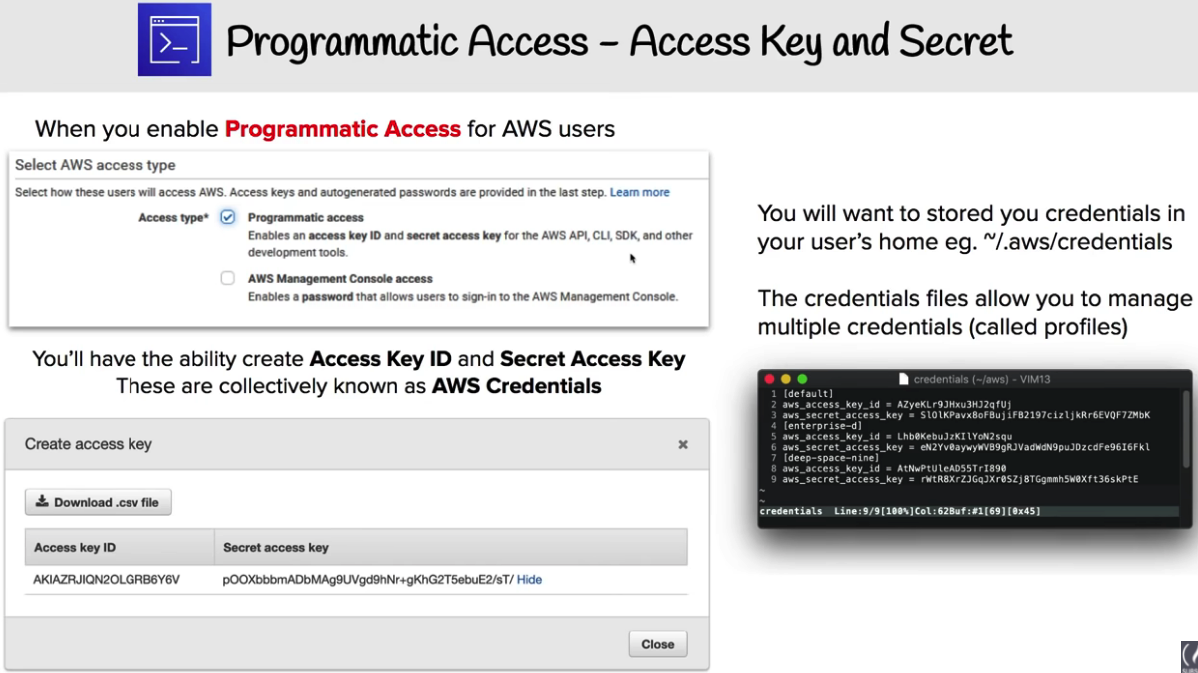 Programmatic Access – Access Key and Secret
When you enable Programmatic Access for AWS users
Select AWS access type
Select how these users will access AWS. Access keys and autogenerated passwords are provided in the last step. Learn more
Access type* Programmatic access
Enables an access key ID and secret access key for the AWS API, CLI, SDK, and other
development tools.
AWS Management Console access
Enables a password that allows users to sign-in to the AWS Management Console.
You'll have the ability create Access Key ID and Secret Access Key
These are collectively known as AWS Credentials
Create access key
Download .csv file
Access key ID Secret access key
AKIAZRJIQN2OLGRB6Y6V pOOXbbbmADbMAg9UVgd9hNr+gKhG2T5ebuE2/sT/ Hide
Close
You will want to stored you credentials in
your user's home eg. ~/.aws/credentials
The credentials files allow you to manage
multiple credentials (called profiles)
credentials (~/aws) - VIM13
1 [default]
2 aws_access_key_id = AZyeKLr9JHxu3HJ2qfUj
3 aws_secret_access_key = SlOlKPavx8oFBujiFB2197cizljkRr6EVQF7ZMbK
4 [enterprise-d]
5 aws_access_key_id = Lhb0KebuJzKIlYoN2squ
6 aws_secret_access_key = eN2Yv0aywyWVB9gRJVadWdN9puJDzcdFe96I6Fkl
7 [deep-space-nine]
8 aws_access_key_id = AtNwPtUleAD55TrI890
9 aws_secret_access_key = rWtR8XrZJGqJXr0SZj8TGgmmh5W0Xft36skPtE
~
~
credentials Line:9/9[100%]Col:62Buf:#1[69][0x45]